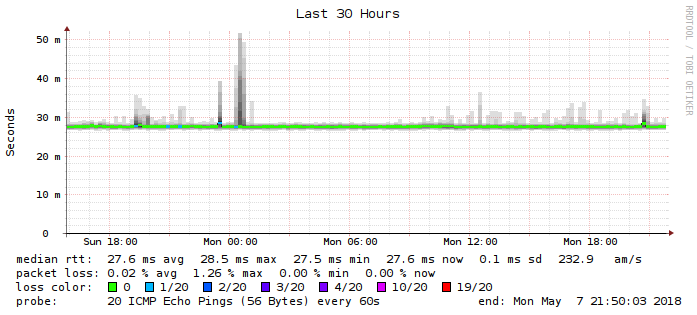 Last 30 Hours
RRDTOOL / TOBI OETIKER
Seconds
50 m
40 m
30 m
20 m
10 m
0
Sun 18:00 Mon 00:00 Mon 06:00 Mon 12:00 Mon 18:00
median rtt: 27.6 ms avg 28.5 ms max 27.5 ms min 27.6 ms now 0.1 ms sd 232.9 am/s
packet loss: 0.02 % avg 1.26 % max 0.00 % min 0.00 % now
loss color: 0 1/20 2/20 3/20 4/20 10/20 19/20
probe: 20 ICMP Echo Pings (56 Bytes) every 60s end: Mon May 7 21:50:03 2018